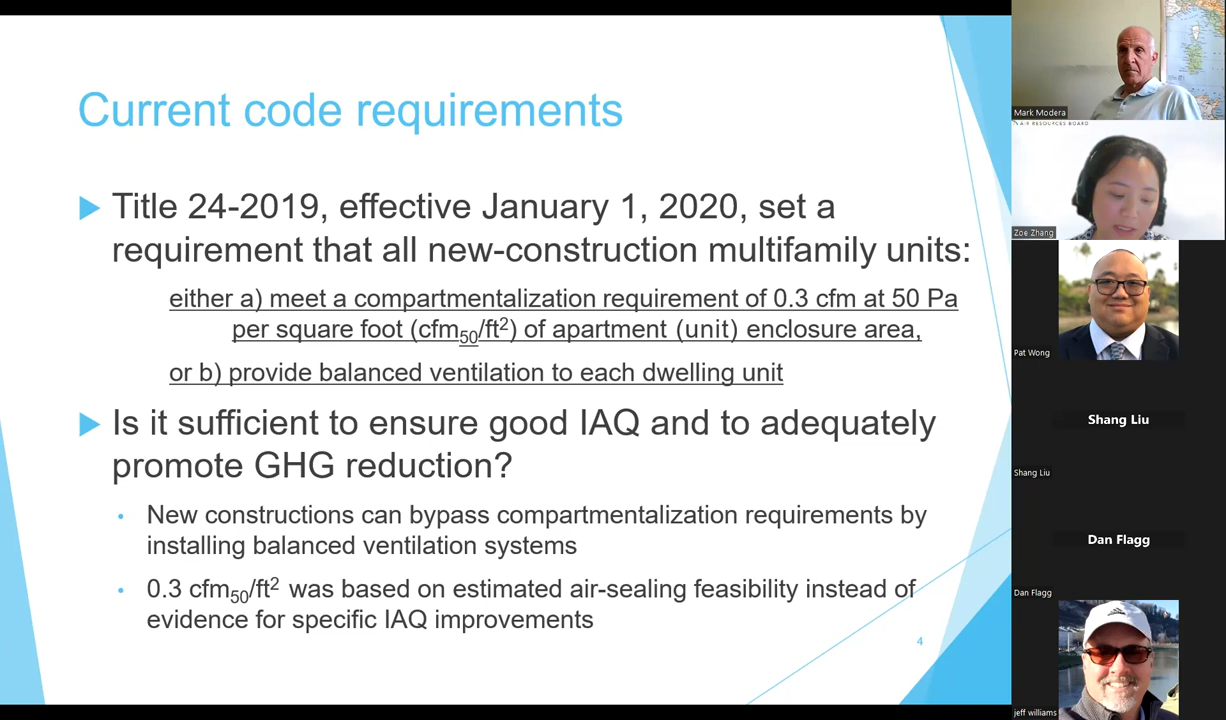 Current code requirements
Title 24-2019, effective January 1, 2020, set a
requirement that all new-construction multifamily units:
either a) meet a compartmentalization requirement of 0.3 cfm at 50 Pa
per square foot (cfm50/ft2) of apartment (unit) enclosure area,
or b) provide balanced ventilation to each dwelling unit
Is it sufficient to ensure good IAQ and to adequately
promote GHG reduction?
New constructions can bypass compartmentalization requirements by
installing balanced ventilation systems
0.3 cfm50/ft2 was based on estimated air-sealing feasibility instead of
evidence for specific IAQ improvements
4
Mark Modera
AIR RESOURCES BOARD
Zoe Zhang
Pat Wong
Shang Liu
Shang Liu
Dan Flagg
Dan Flagg
jeff williams